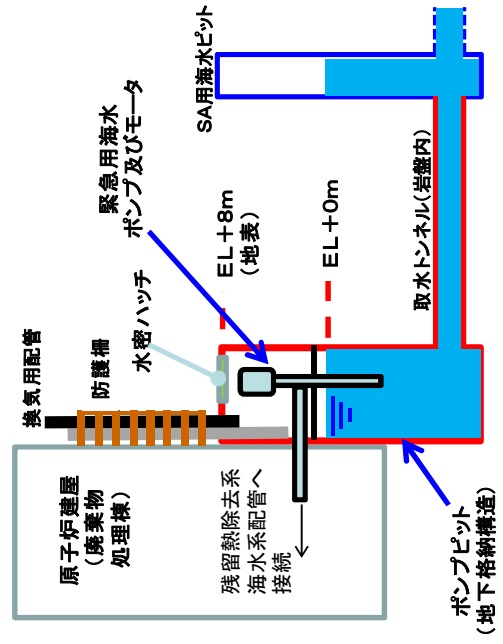 換気用配管
防護柵
水密ハッチ
緊急用海水
ポンプ及びモータ
SA用海水ピット
EL+8m
(地表)
EL+0m
原子炉建屋
(廃棄物
処理棟)
残留熱除去系
海水系配管へ
接続
取水トンネル(岩盤内)
ポンプピット
(地下格納構造)